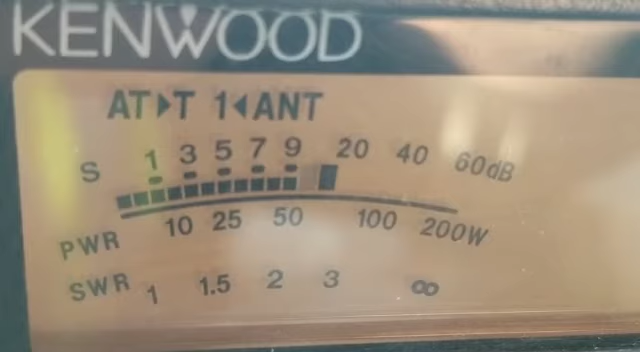 KENWOOD
AT▶T 1◀ANT
S 1 3 5 7 9 20 40 60dB
PWR 10 25 50 100 200W
SWR 1 1.5 2 3 ∞